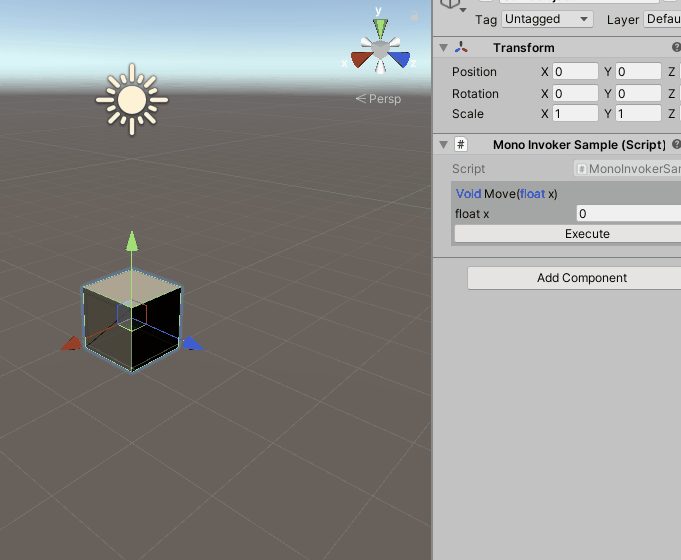 y
x
z
Persp
Tag Untagged Layer Defau
Transform
Position X 0 Y 0 Z
Rotation X 0 Y 0 Z
Scale X 1 Y 1 Z
# Mono Invoker Sample (Script)
Script # MonoInvokerSar
Void Move(float x)
float x 0
Execute
Add Component